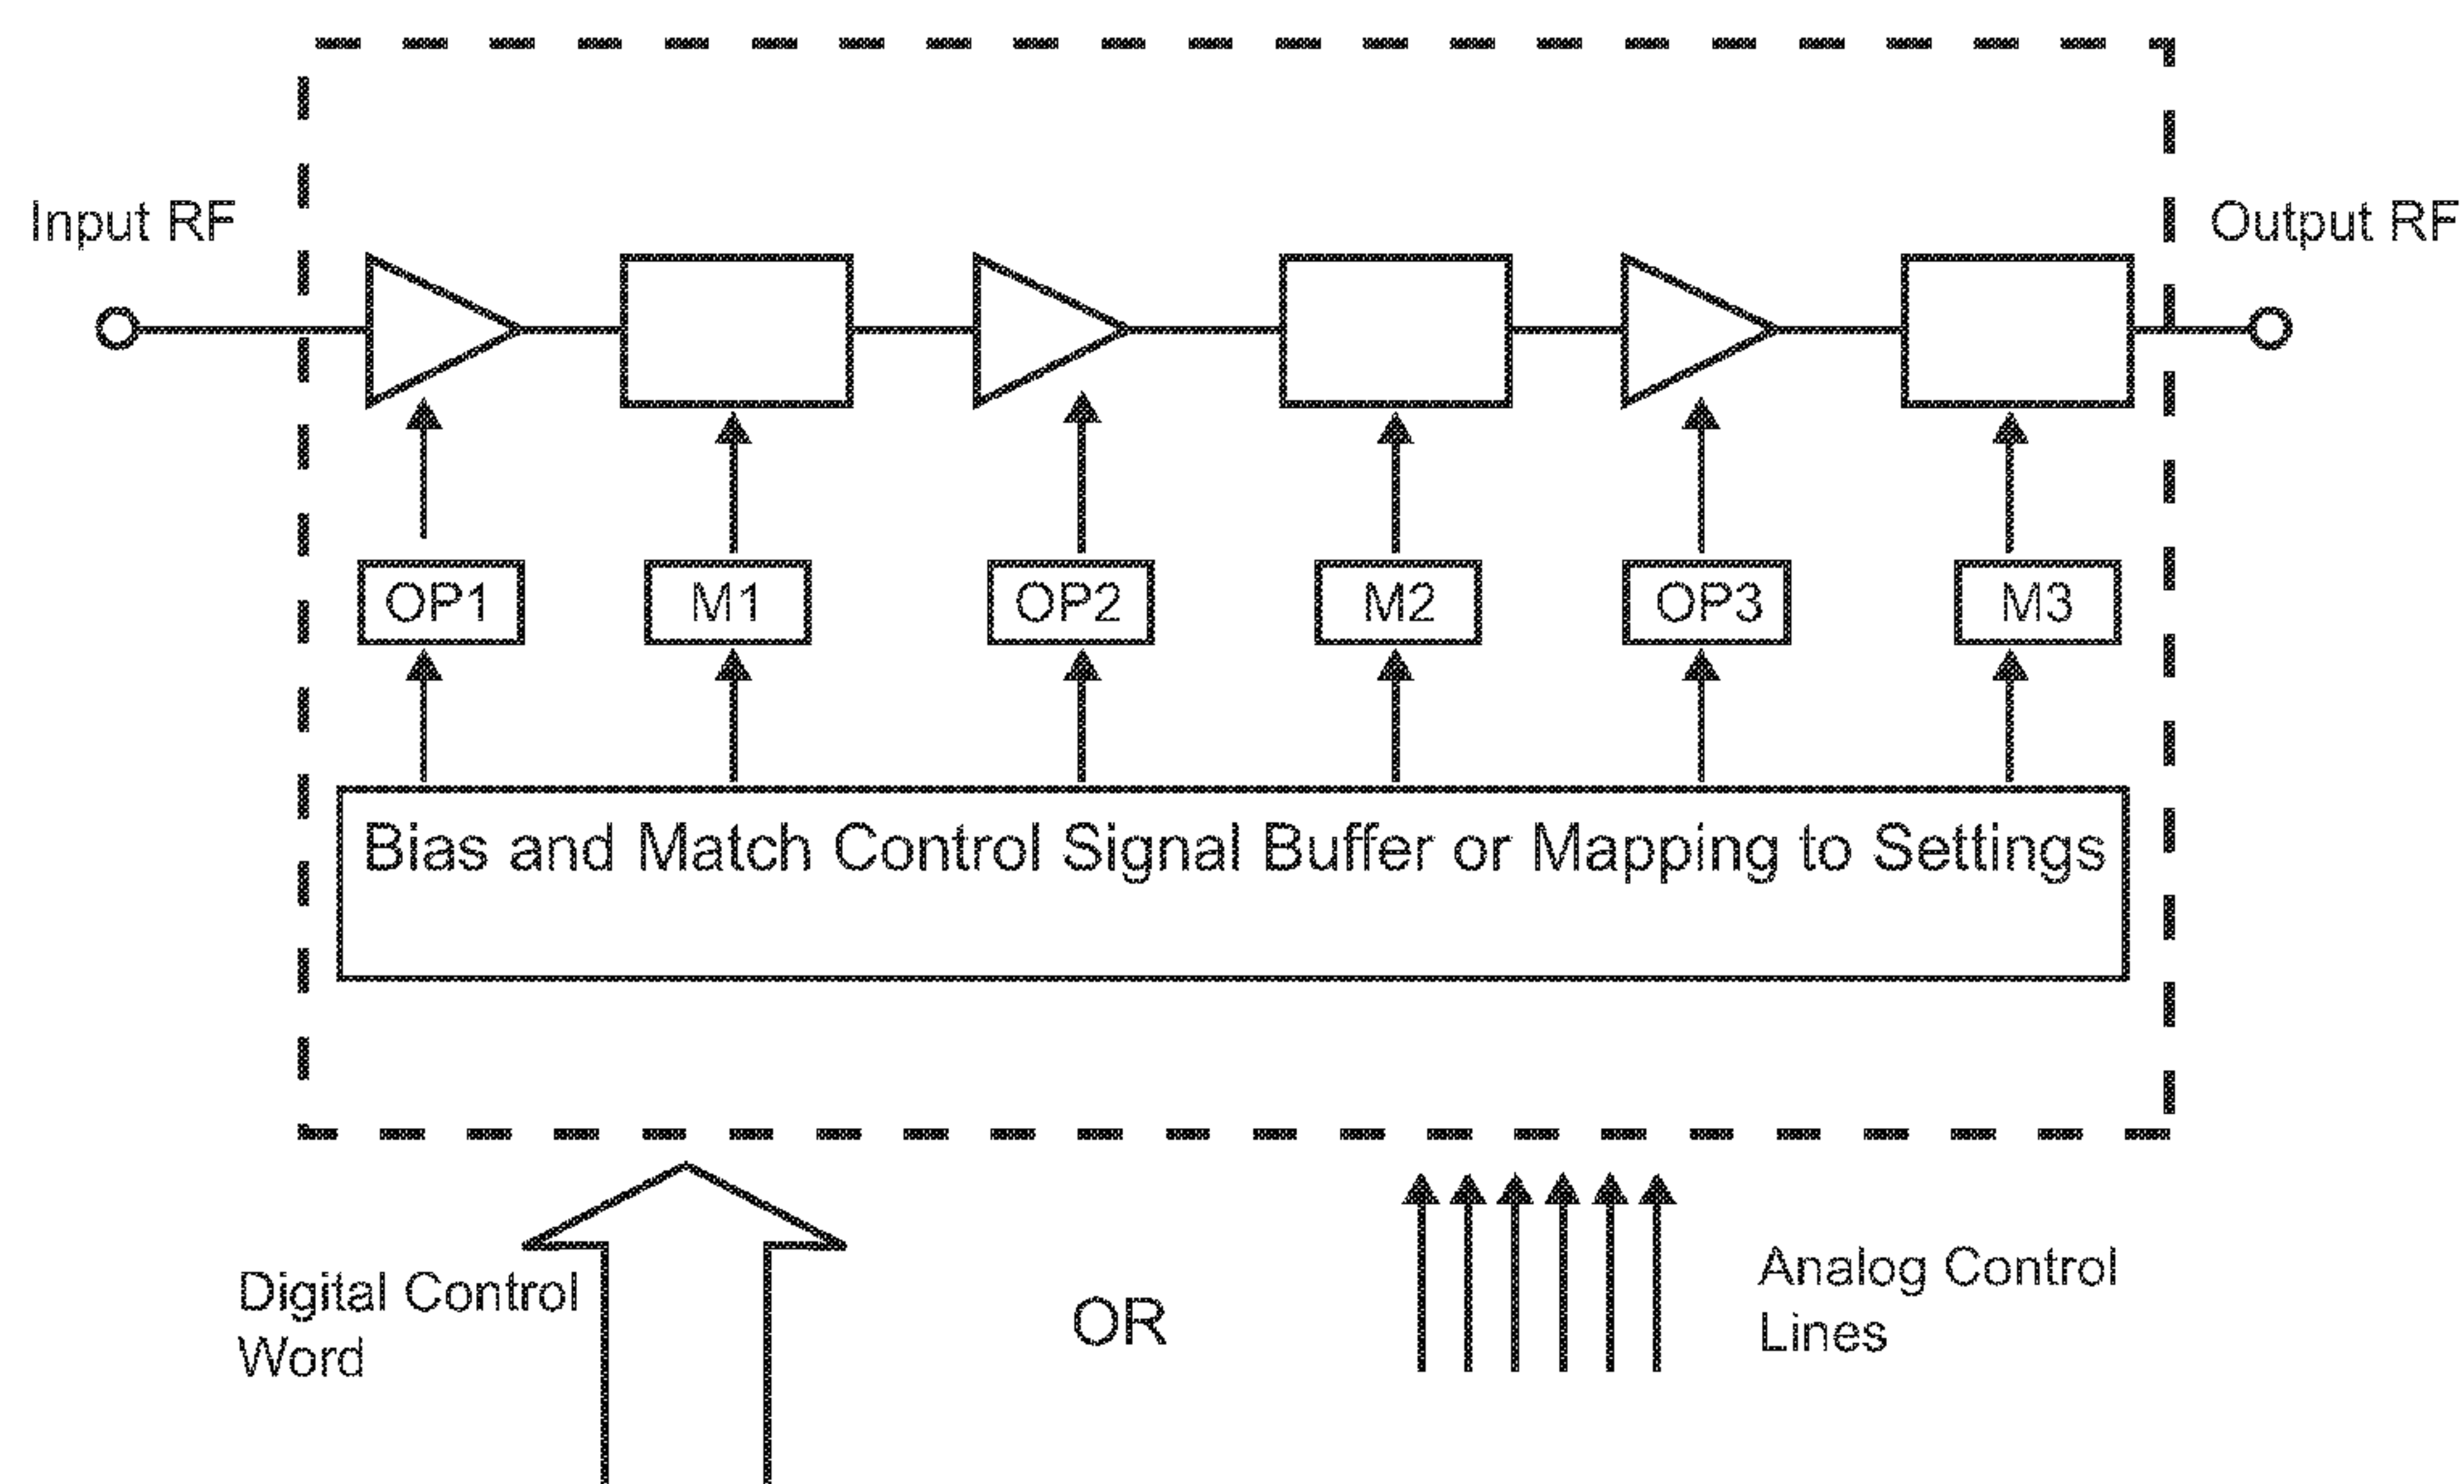 Input RF
Output RF
OP1
M1
OP2
M2
OP3
M3
Bias and Match Control Signal Buffer or Mapping to Settings
Digital Control
Word
OR
Analog Control
Lines